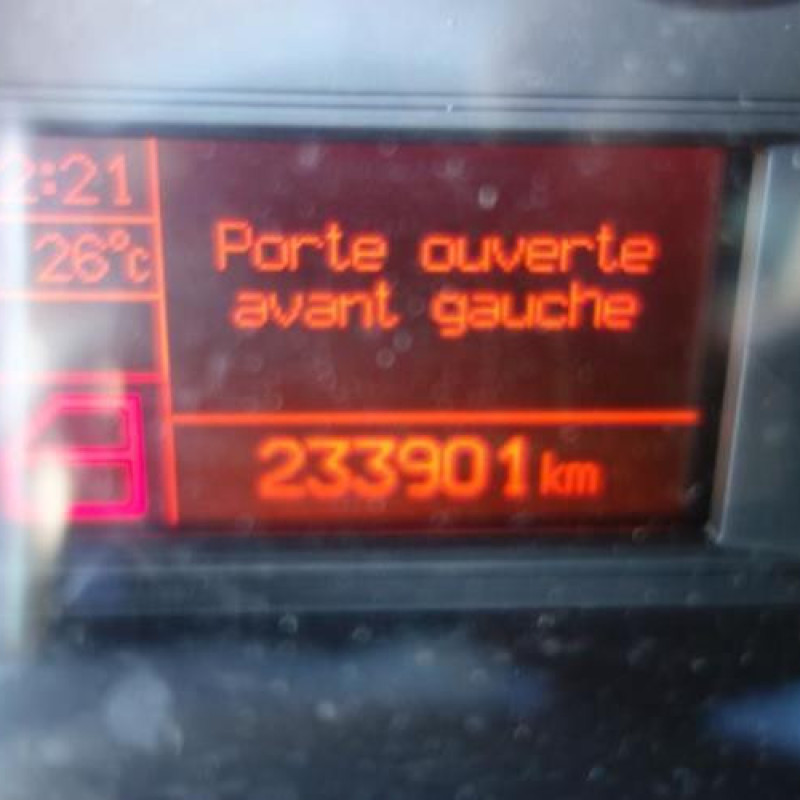 2:21
26°c
Porte ouverte
avant gauche
233901 km